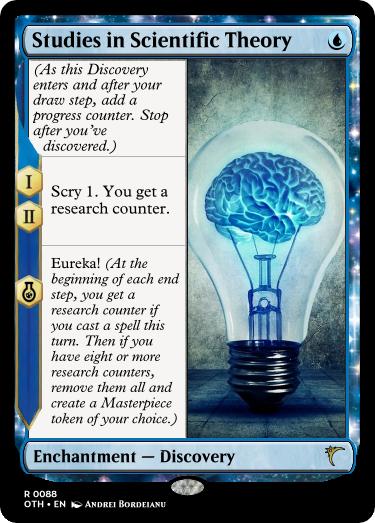 Studies in Scientific Theory
(As this Discovery
enters and after your
draw step, add a
progress counter. Stop
after you've
discovered.)
I
Scry 1. You get a
research counter.
II
Eureka! (At the
beginning of each end
step, you get a
research counter if
you cast a spell this
turn. Then if you
have eight or more
research counters,
remove them all and
create a Masterpiece
token of your choice.)
Enchantment — Discovery
R 0088
OTH • EN Andrei Bordeianu